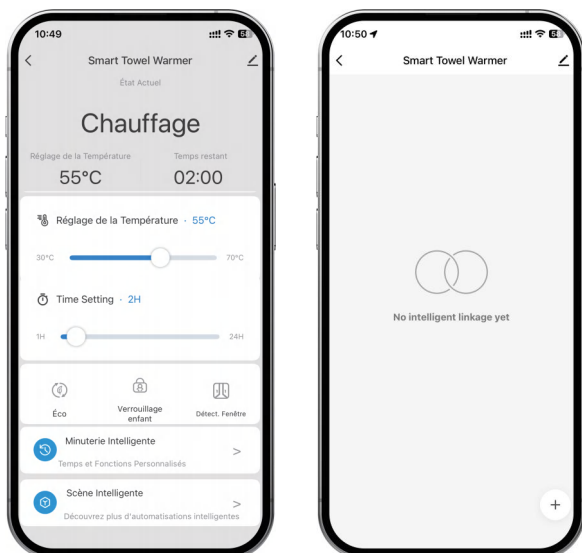 10:49
Smart Towel Warmer
État Actuel
Chauffage
Réglage de la Température
Temps restant
55°C
02:00
Réglage de la Température · 55°C
30°C
70°C
Time Setting · 2H
1H
24H
Éco
Verrouillage
enfant
Détect. Fenêtre
Minuterie Intelligente
Temps et Fonctions Personnalisés
Scène Intelligente
Découvrez plus d'automatisations intelligentes
10:50
Smart Towel Warmer
No intelligent linkage yet